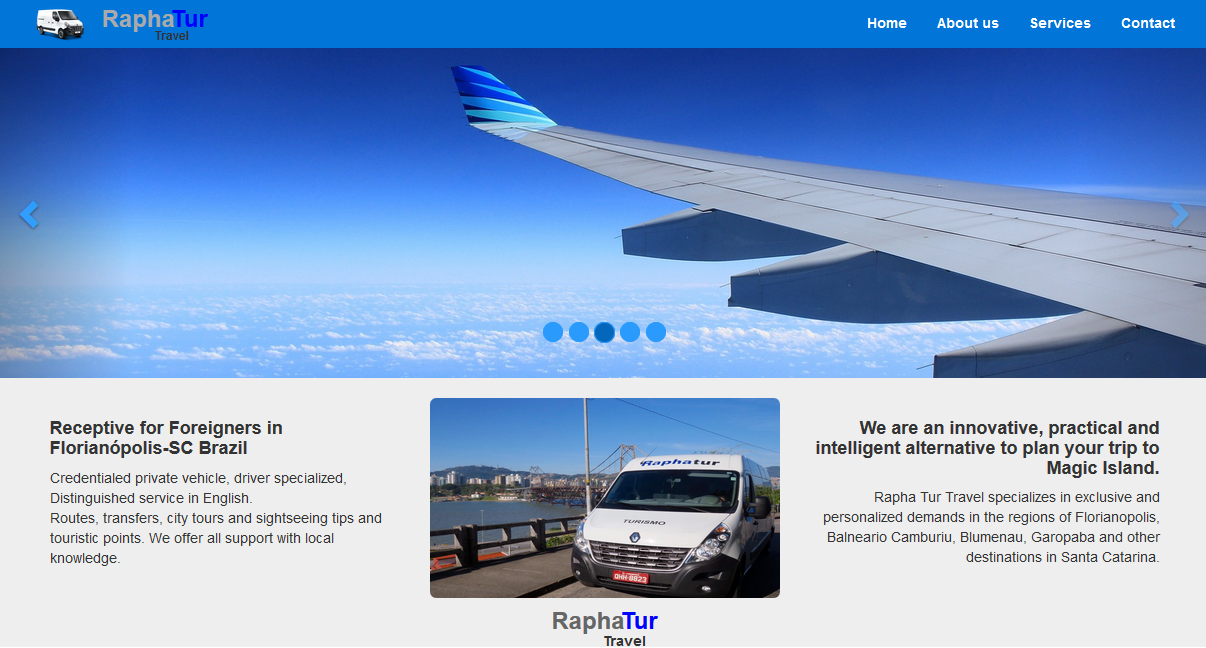 RaphaTur
Travel
Home
About us
Services
Contact
Receptive for Foreigners in
Florianópolis-SC Brazil
Credentialed private vehicle, driver specialized,
Distinguished service in English.
Routes, transfers, city tours and sightseeing tips and
touristic points. We offer all support with local
knowledge.
Raphatur
TURISMO
OHH-8823
RaphaTur
Travel
We are an innovative, practical and
intelligent alternative to plan your trip to
Magic Island.
Rapha Tur Travel specializes in exclusive and
personalized demands in the regions of Florianopolis,
Balneario Camburiu, Blumenau, Garopaba and other
destinations in Santa Catarina.